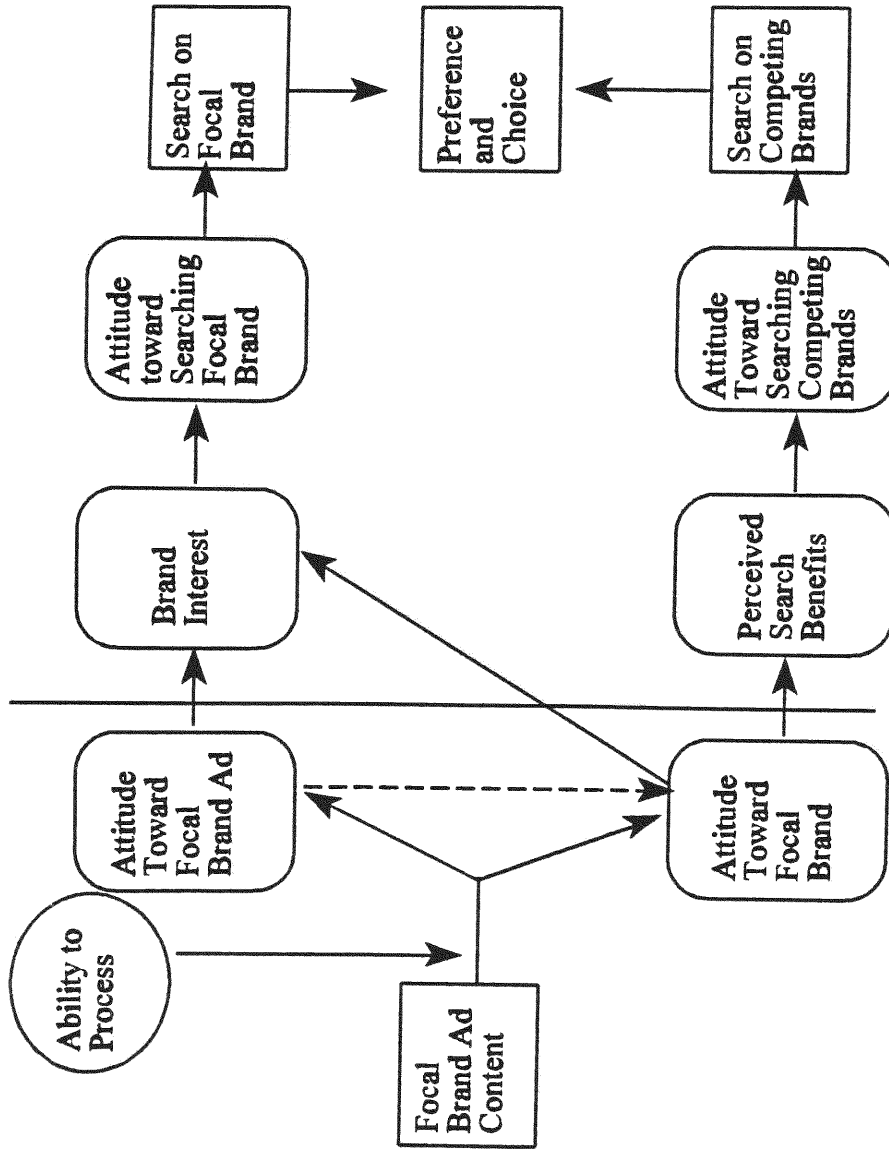 Ability to
Process
Attitude
Toward
Focal
Brand Ad
Brand
Interest
Attitude
toward
Searching
Focal
Brand
Search on
Focal
Brand
Focal
Brand Ad
Content
Preference
and
Choice
Attitude
Toward
Focal
Brand
Perceived
Search
Benefits
Attitude
Toward
Searching
Competing
Brands
Search on
Competing
Brands